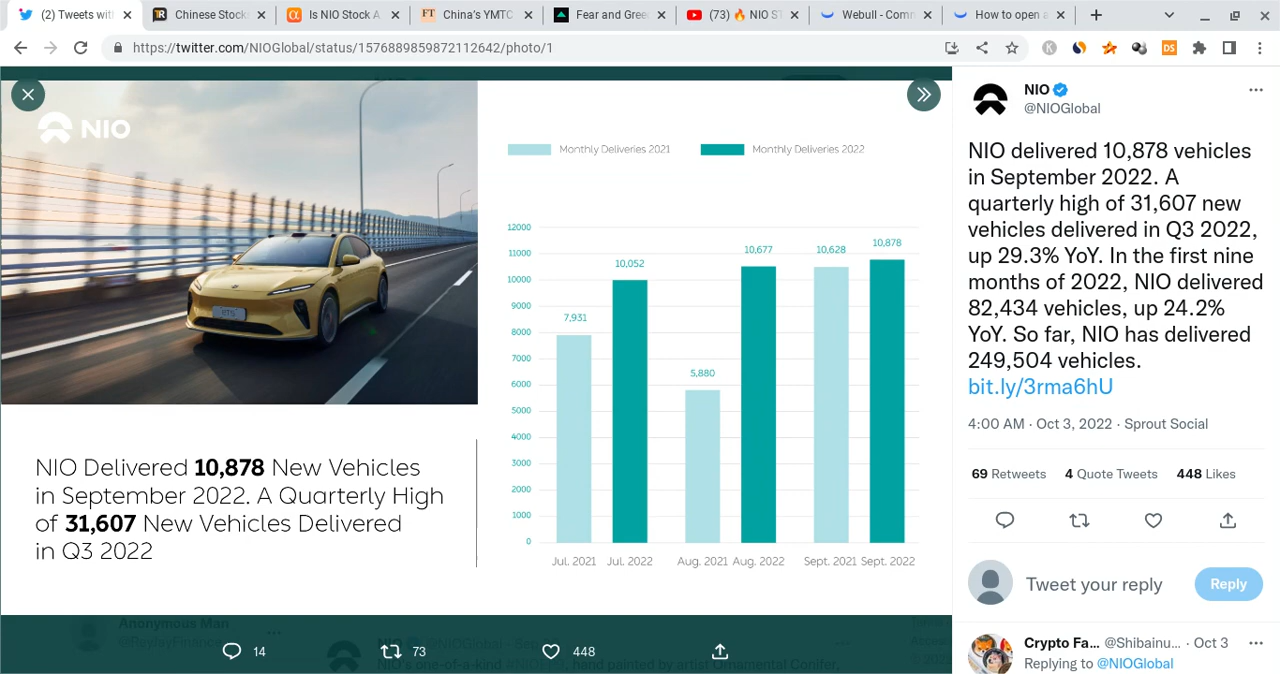 (2) Tweets wit
Chinese Stock
Is NIO Stock A
FT China's YMTC
Fear and Gree
(73) 🔥 NIO S
Webull - Com
How to open a
https://twitter.com/NIOGlobal/status/1576889859872112642/photo/1
K
DS
NIO
Monthly Deliveries 2021
Monthly Deliveries 2022
12000
11000
10000
9000
8000
7000
6000
5000
4000
3000
2000
1000
0
7,931
10,052
5,880
10,677
10,628
10,878
Jul. 2021 Jul. 2022 Aug. 2021 Aug. 2022 Sept. 2021 Sept. 2022
ET5
NIO Delivered 10,878 New Vehicles
in September 2022. A Quarterly High
of 31,607 New Vehicles Delivered
in Q3 2022
Anonymous Man
14
73
448
NIO
@NIOGlobal
NIO delivered 10,878 vehicles
in September 2022. A
quarterly high of 31,607 new
vehicles delivered in Q3 2022,
up 29.3% YoY. In the first nine
months of 2022, NIO delivered
82,434 vehicles, up 24.2%
YoY. So far, NIO has delivered
249,504 vehicles.
bit.ly/3rma6hU
4:00 AM · Oct 3, 2022 · Sprout Social
69 Retweets 4 Quote Tweets 448 Likes
Tweet your reply
Reply
Crypto Fa... @Shibainu... · Oct 3
Replying to @NIOGlobal